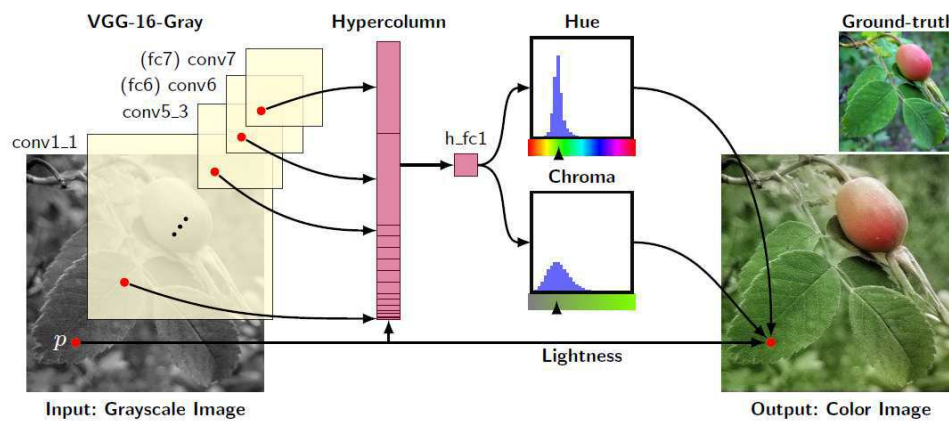 VGG-16-Gray
Hypercolumn
Hue
Ground-truth
(fc7) conv7
(fc6) conv6
conv5_3
conv1_1
h_fc1
Chroma
p
Lightness
Input: Grayscale Image
Output: Color Image